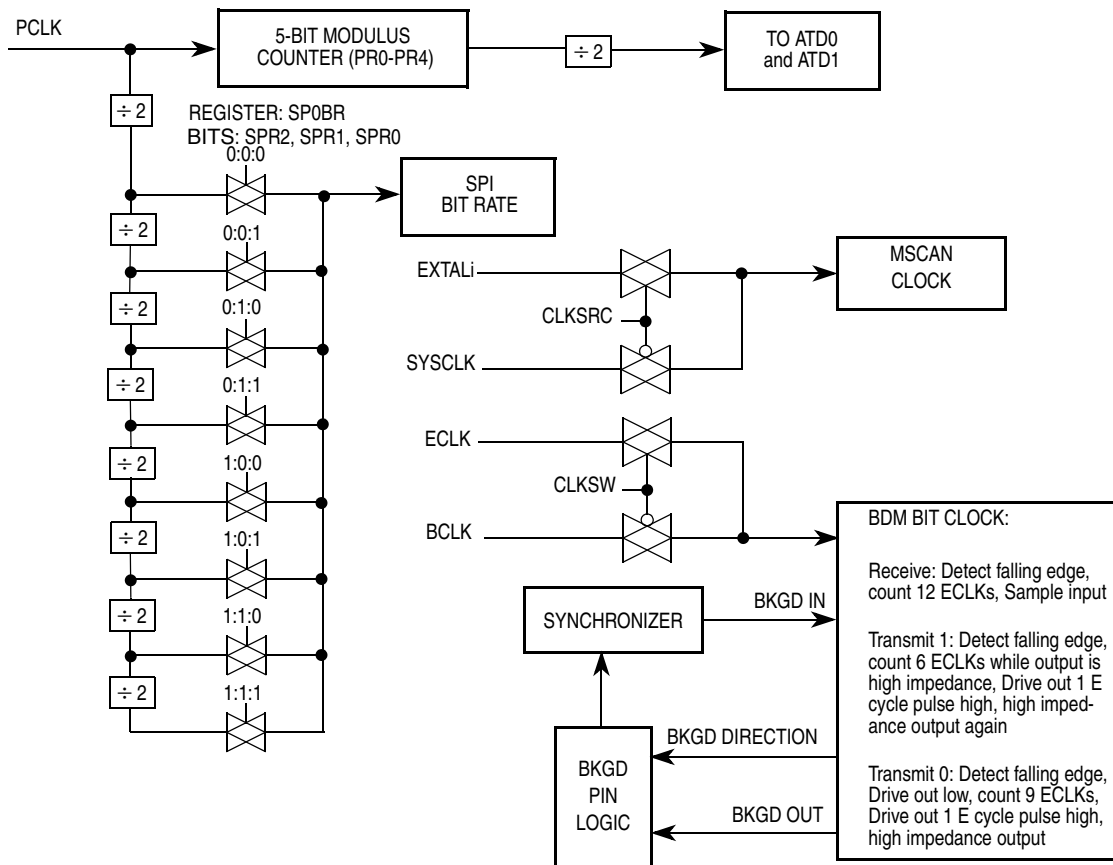 PCLK
5-BIT MODULUS
COUNTER (PR0-PR4)
÷ 2
TO ATD0
and ATD1
÷ 2
REGISTER: SP0BR
BITS: SPR2, SPR1, SPR0
0:0:0
SPI
BIT RATE
÷ 2
0:0:1
÷ 2
0:1:0
÷ 2
0:1:1
÷ 2
1:0:0
÷ 2
1:0:1
÷ 2
1:1:0
÷ 2
1:1:1
EXTALi
MSCAN
CLOCK
CLKSRC
SYSCLK
ECLK
CLKSW
BCLK
BDM BIT CLOCK:
Receive: Detect falling edge,
count 12 ECLKs, Sample input
Transmit 1: Detect falling edge,
count 6 ECLKs while output is
high impedance, Drive out 1 E
cycle pulse high, high imped-
ance output again
Transmit 0: Detect falling edge,
Drive out low, count 9 ECLKs,
Drive out 1 E cycle pulse high,
high impedance output
SYNCHRONIZER
BKGD IN
BKGD DIRECTION
BKGD OUT
BKGD
PIN
LOGIC